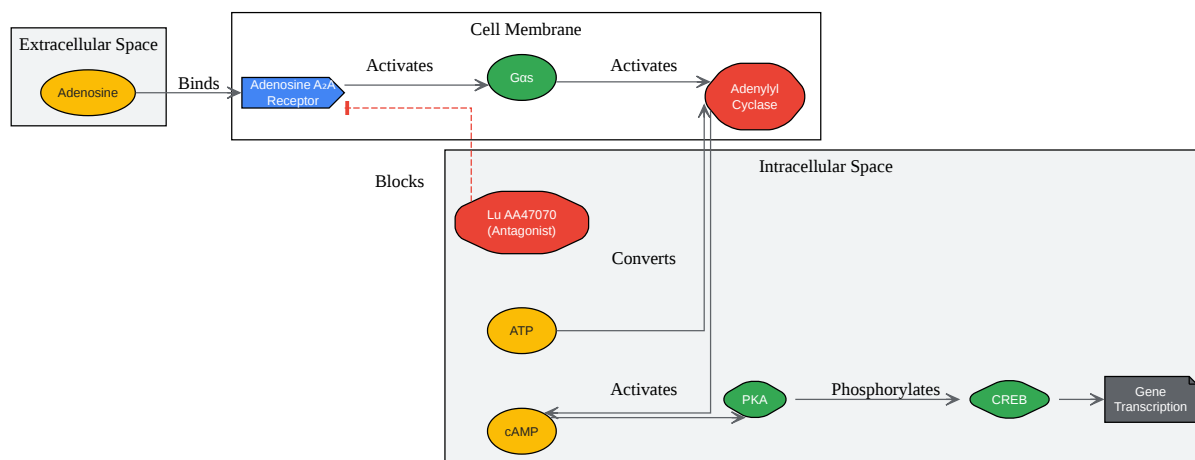 Cell Membrane
Extracellular Space
Adenosine
Binds
Adenosine A₂A
Receptor
Activates
Gαs
Activates
Adenylyl
Cyclase
Intracellular Space
Blocks
Lu AA47070
(Antagonist)
Converts
ATP
Activates
cAMP
PKA
Phosphorylates
CREB
Gene
Transcription